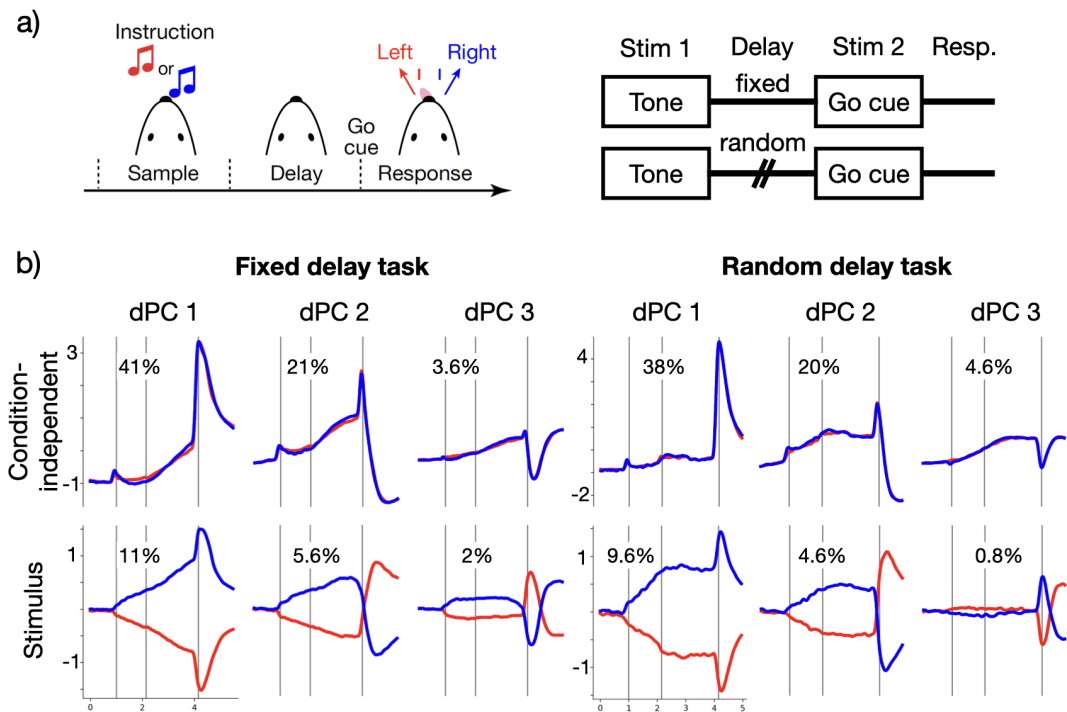 a)
Instruction
or
Left
Right
Go
cue
Sample
Delay
Response
Stim 1
Delay
Stim 2
Resp.
fixed
Tone
Go cue
random
Tone
Go cue
b)
Fixed delay task
Random delay task
dPC 1
dPC 2
dPC 3
dPC 1
dPC 2
dPC 3
Condition-
independent
3
-1
41%
21%
3.6%
4
-2
38%
20%
4.6%
Stimulus
1
-1
11%
5.6%
2%
1
-1
9.6%
4.6%
0.8%
0 2 4
0 1 2 3 4 5